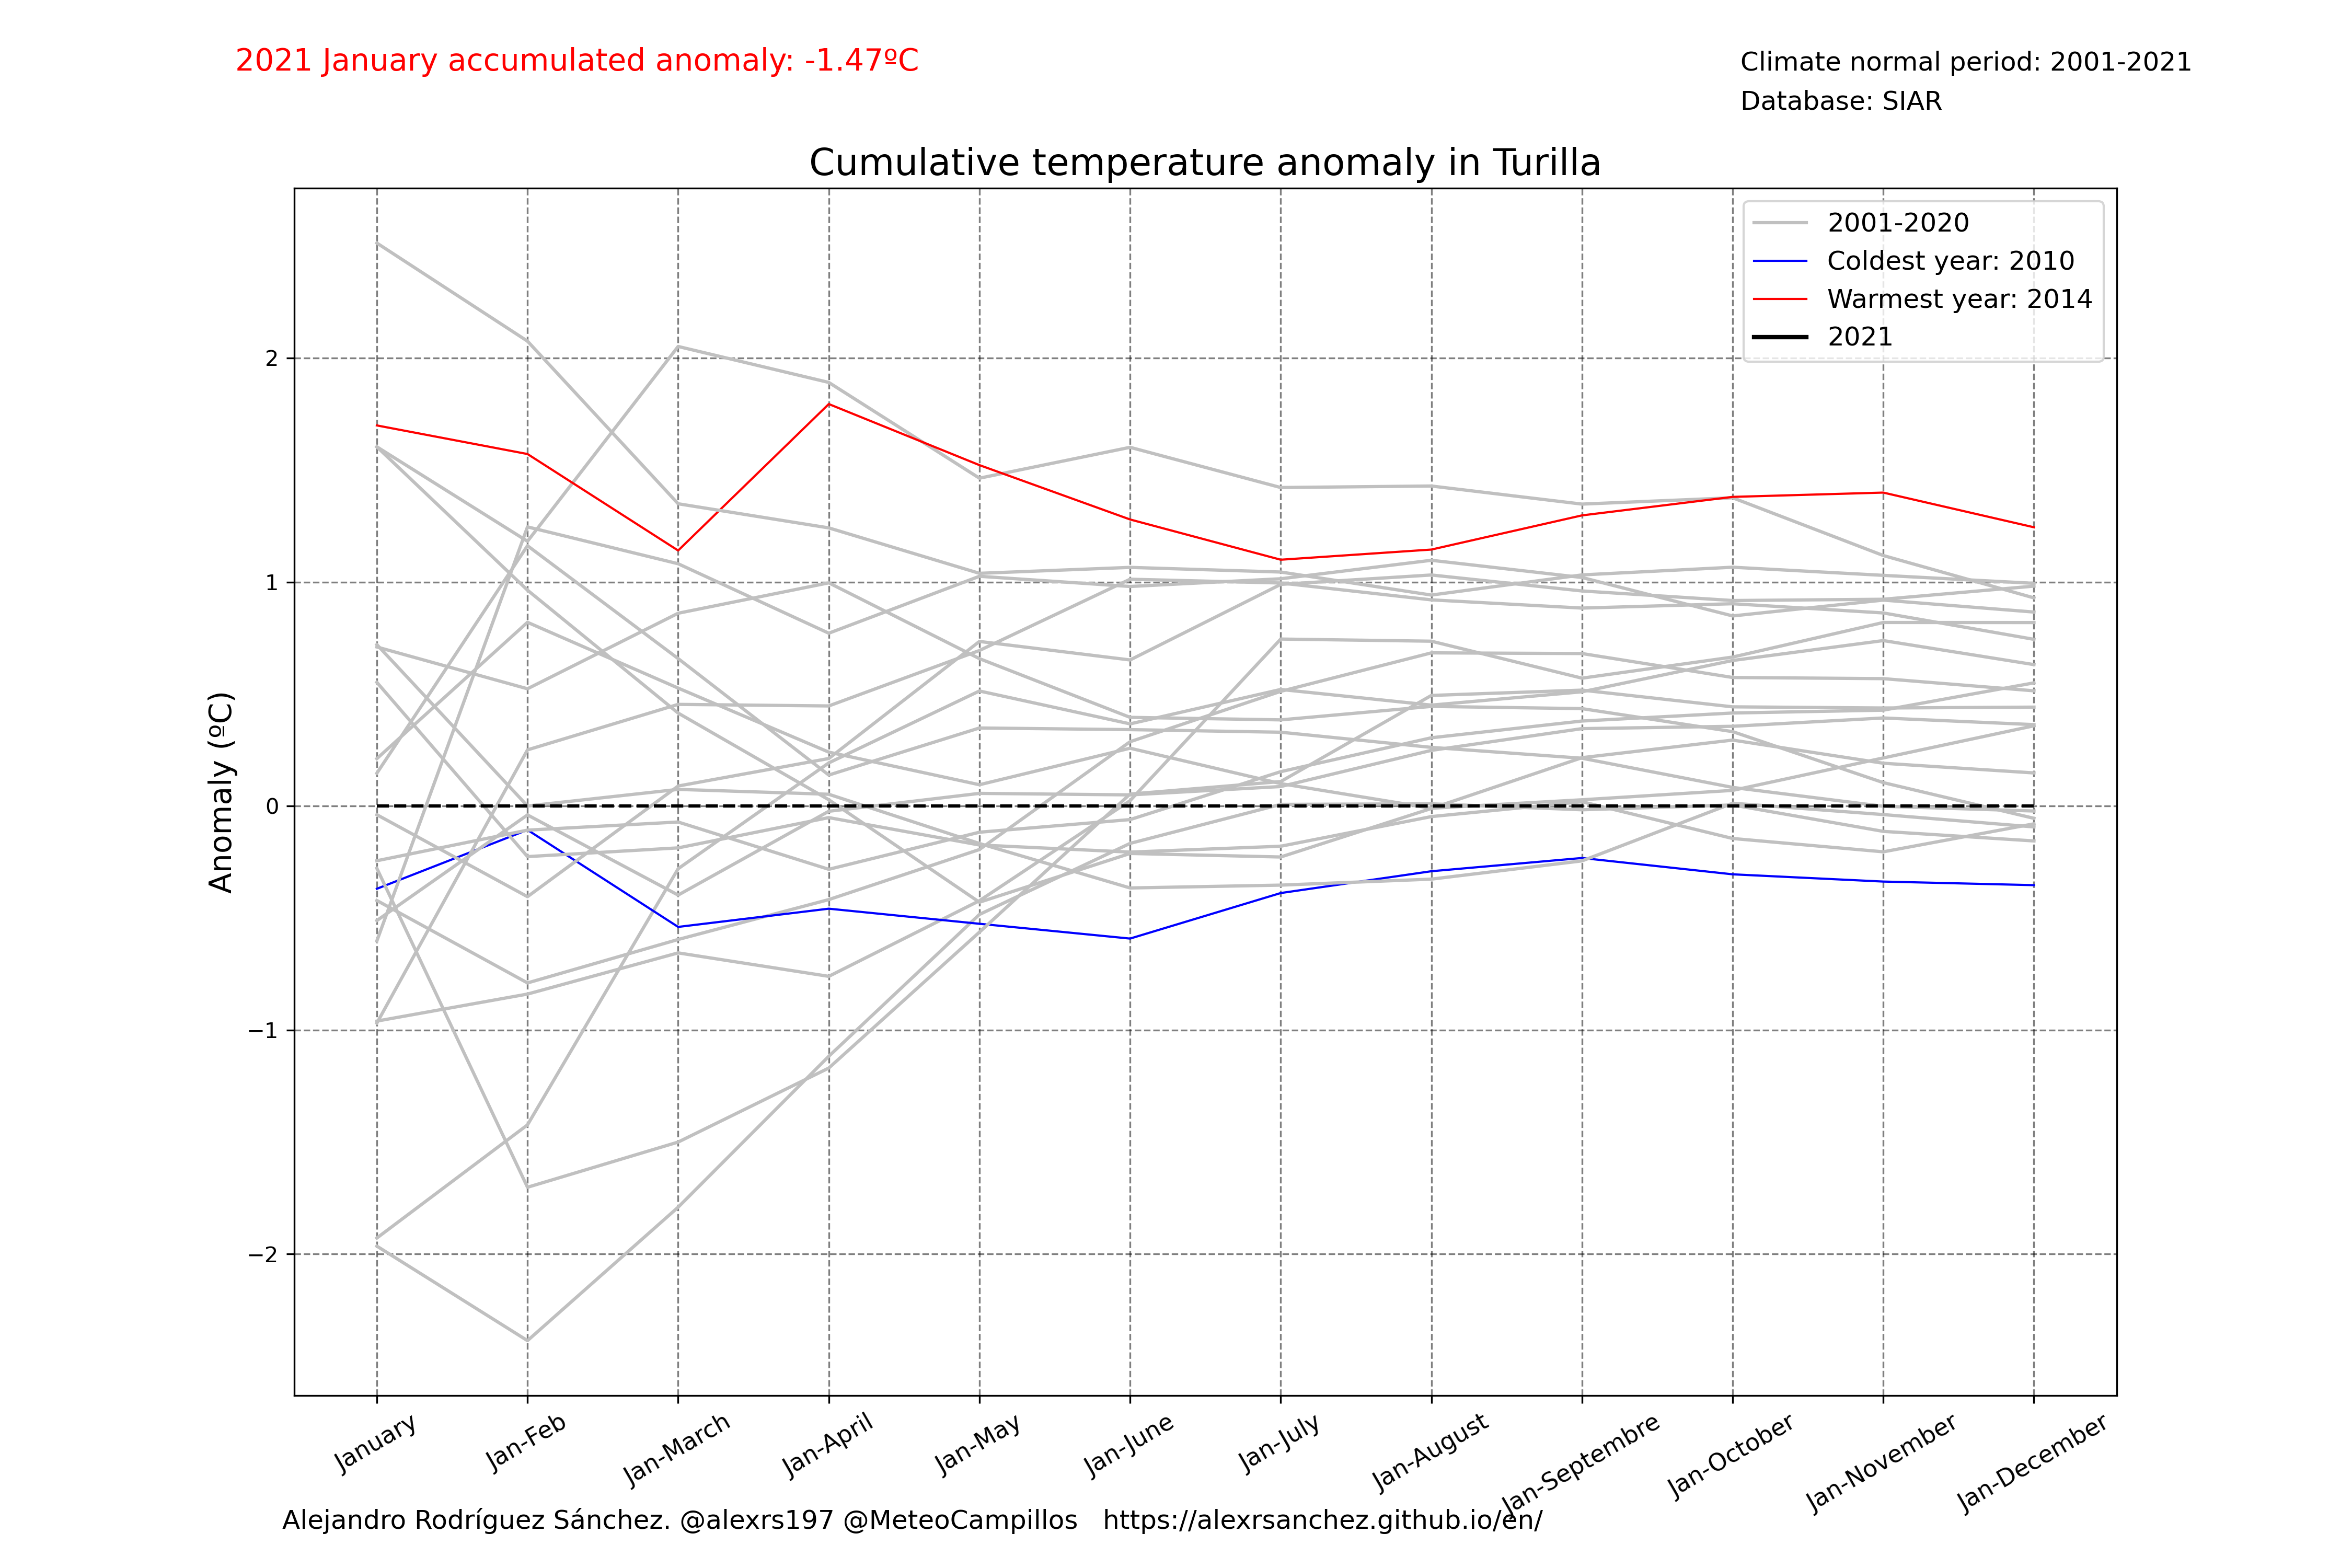 2021 January accumulated anomaly: -1.47ºC
Climate normal period: 2001-2021
Database: SIAR
Cumulative temperature anomaly in Turilla
2001-2020
Coldest year: 2010
Warmest year: 2014
2021
Anomaly (ºC)
2
1
0
−1
−2
January
Jan-Feb
Jan-March
Jan-April
Jan-May
Jan-June
Jan-July
Jan-August
Jan-Septembre
Jan-October
Jan-November
Jan-December
Alejandro Rodríguez Sánchez. @alexrs197 @MeteoCampillos https://alexrsanchez.github.io/en/